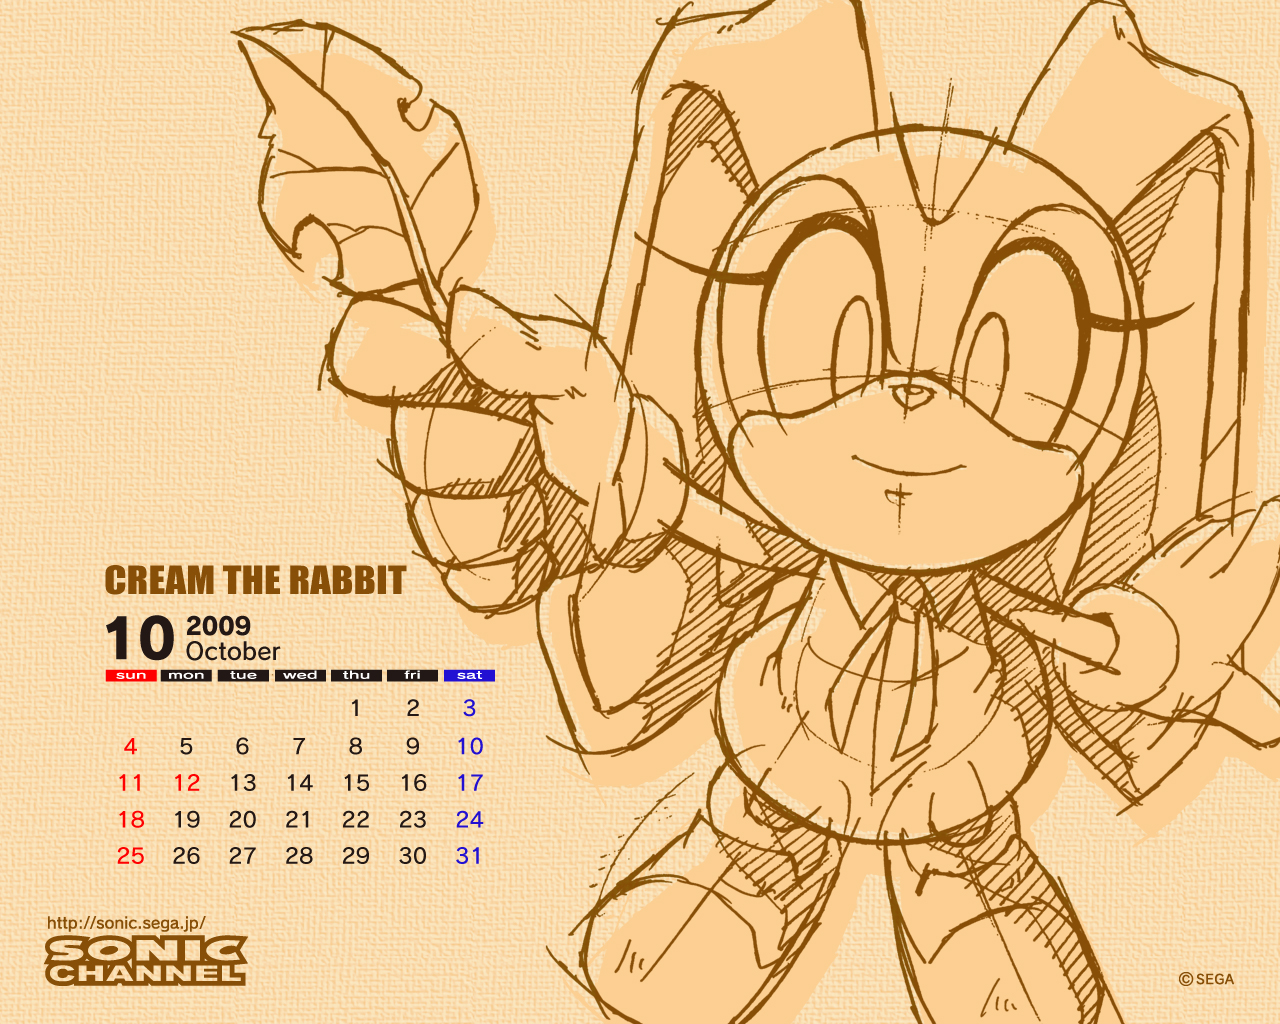 CREAM THE RABBIT
10 2009
October
sun mon tue wed thu fri sat
1 2 3
4 5 6 7 8 9 10
11 12 13 14 15 16 17
18 19 20 21 22 23 24
25 26 27 28 29 30 31
http://sonic.sega.jp/
SONIC
CHANNEL
© SEGA